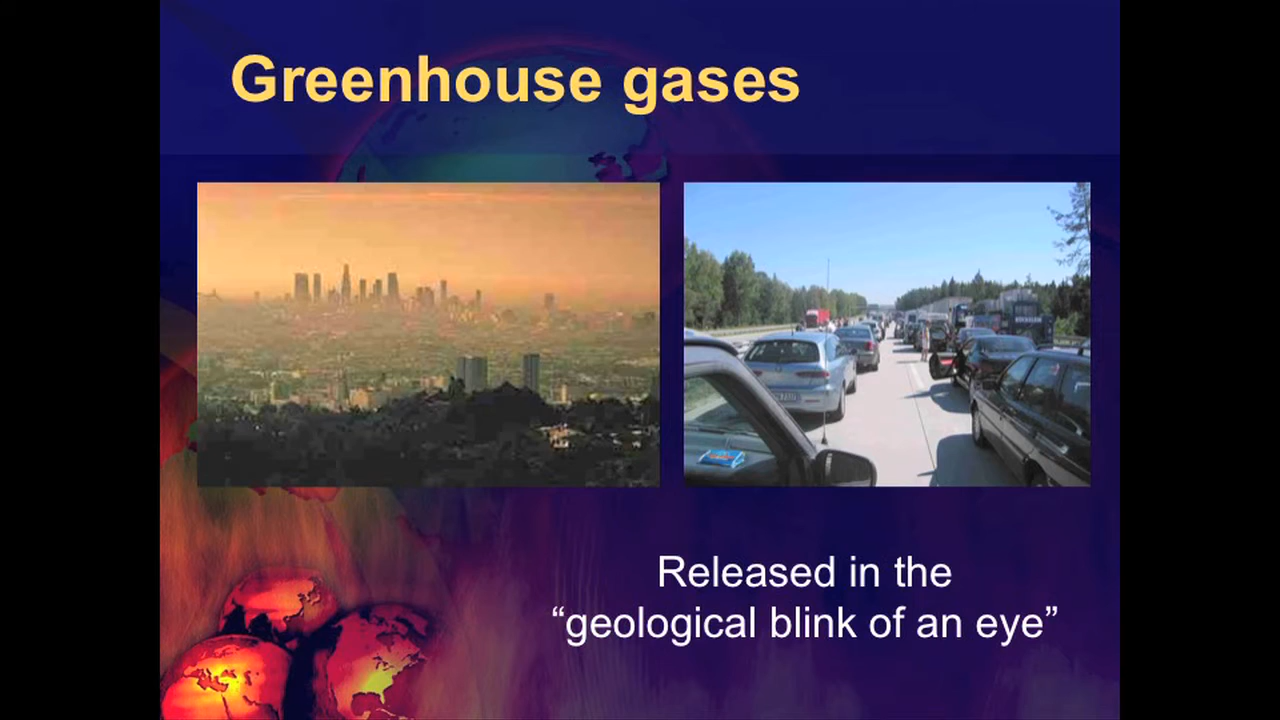 Greenhouse gases
Released in the
“geological blink of an eye”